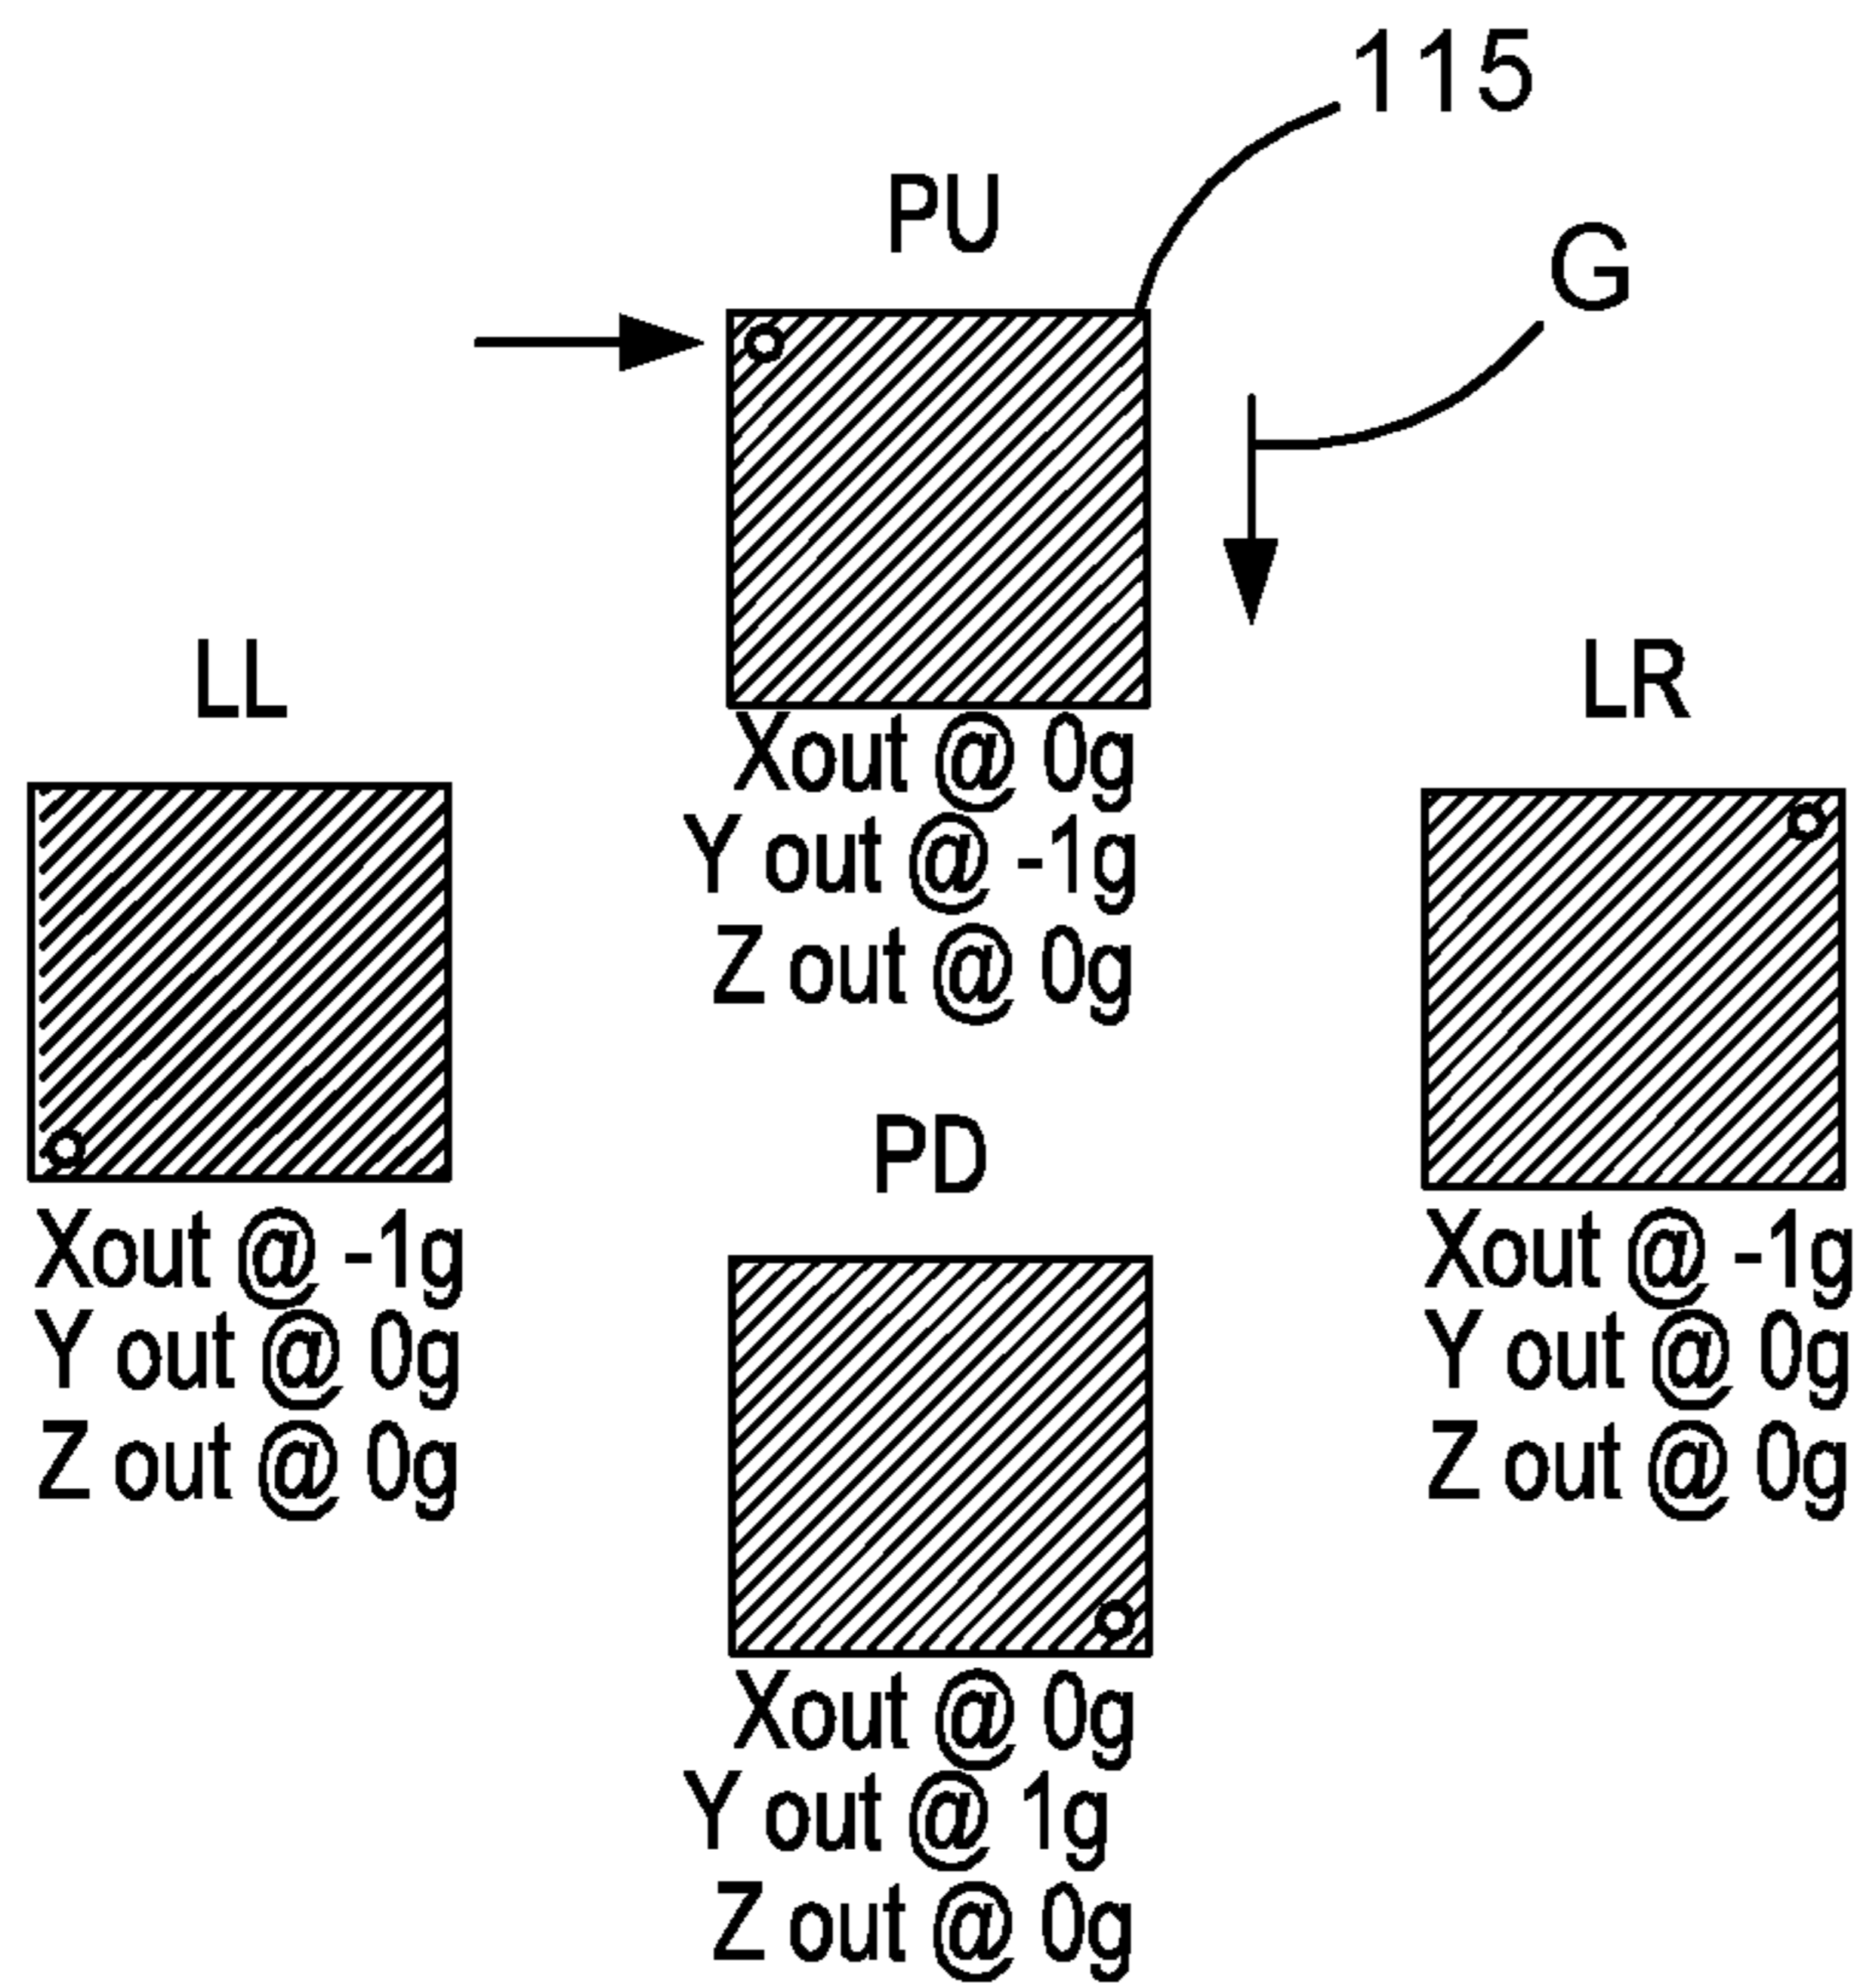 115
PU
G
Xout @ 0g
Y out @ -1g
Z out @ 0g
LL
Xout @ -1g
Y out @ 0g
Z out @ 0g
LR
Xout @ -1g
Y out @ 0g
Z out @ 0g
PD
Xout @ 0g
Y out @ 1g
Z out @ 0g